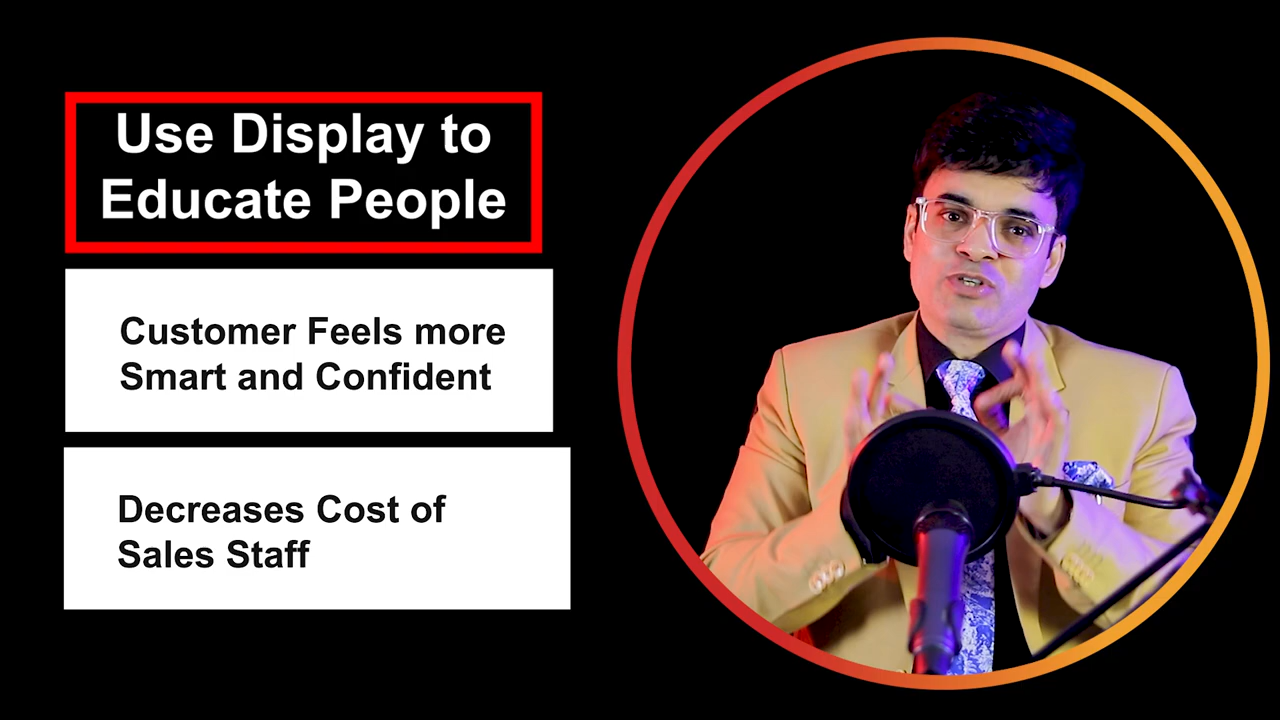 Use Display to
Educate People
Customer Feels more
Smart and Confident
Decreases Cost of
Sales Staff